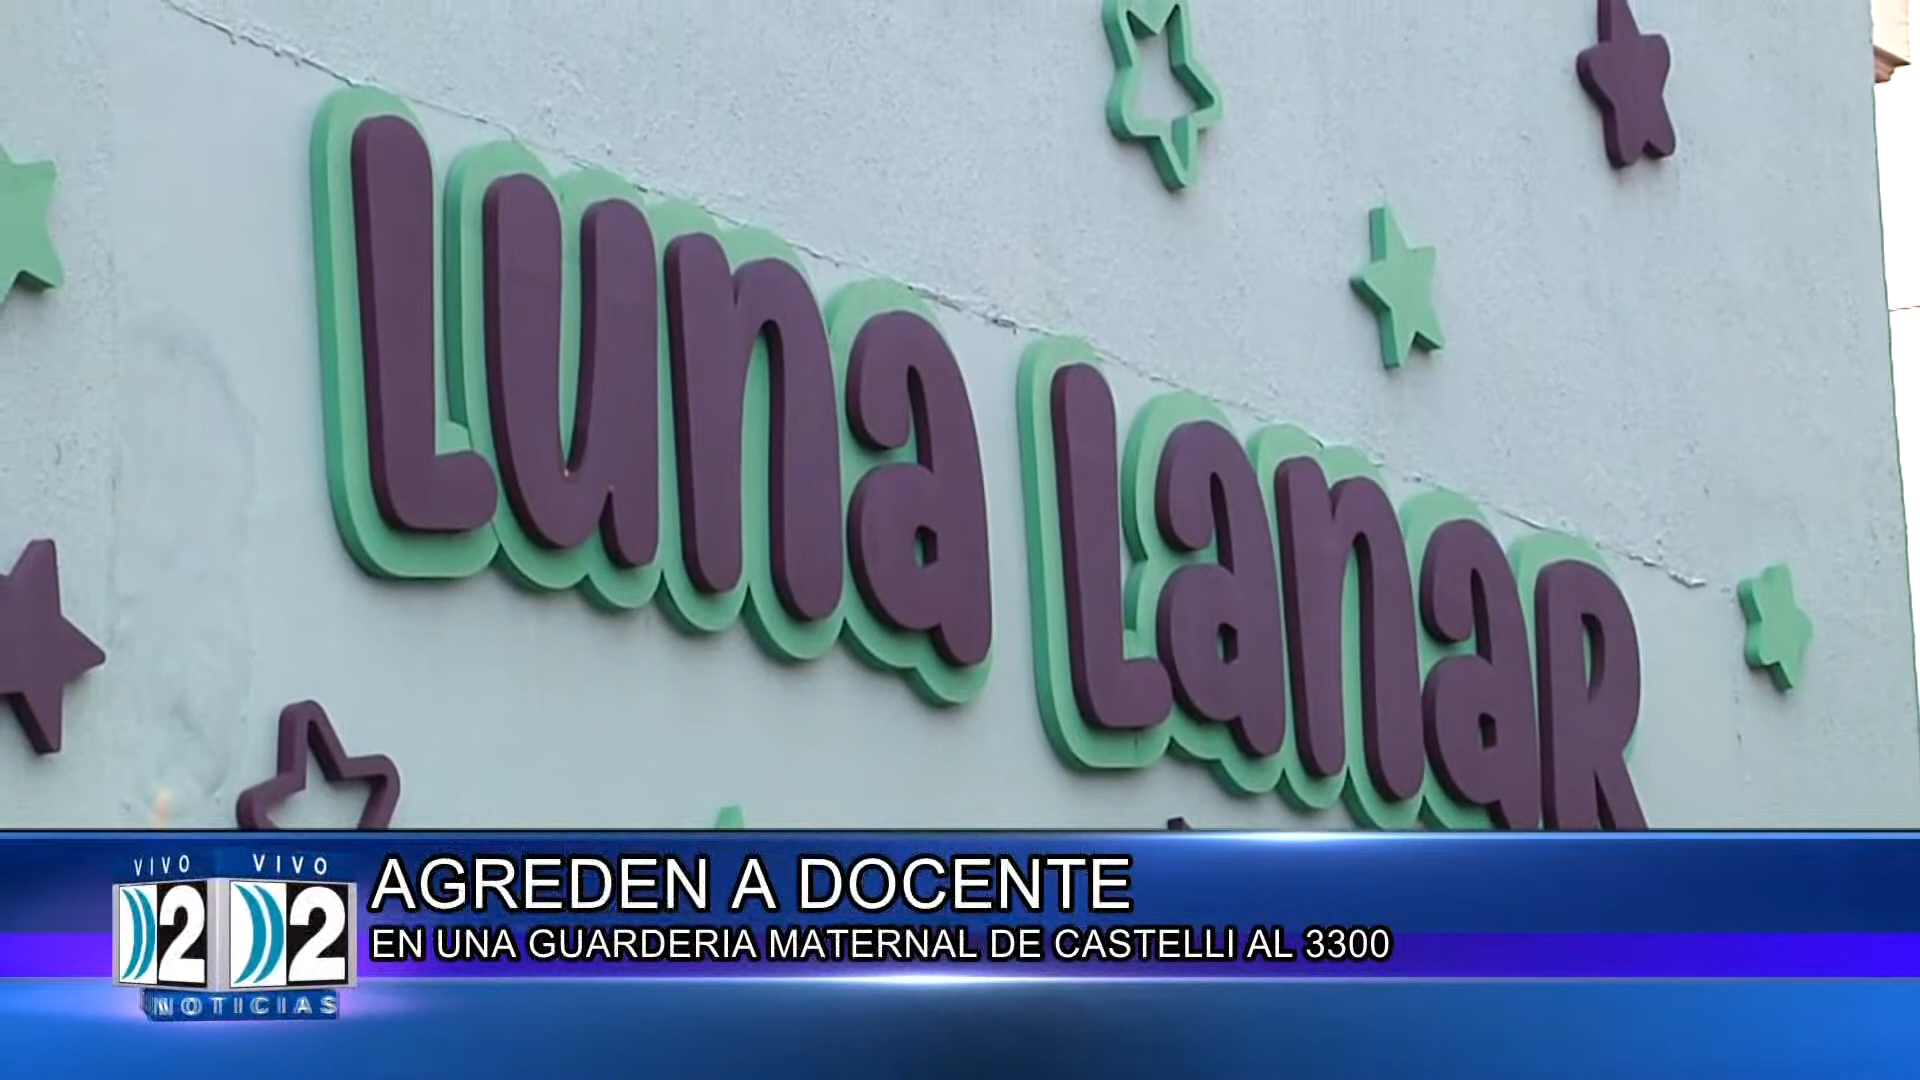 Luna Lanar
VIVO VIVO
2 2
NOTICIAS
AGREDEN A DOCENTE
EN UNA GUARDERIA MATERNAL DE CASTELLI AL 3300